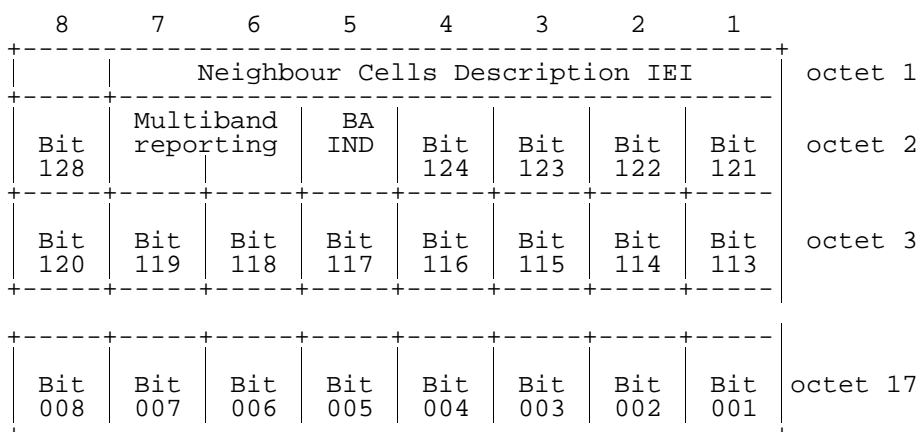 8 7 6 5 4 3 2 1
Neighbour Cells Description IEI octet 1
Multiband BA
Bit reporting IND Bit Bit Bit Bit octet 2
128 124 123 122 121
Bit Bit Bit Bit Bit Bit Bit Bit octet 3
120 119 118 117 116 115 114 113
Bit Bit Bit Bit Bit Bit Bit Bit octet 17
008 007 006 005 004 003 002 001